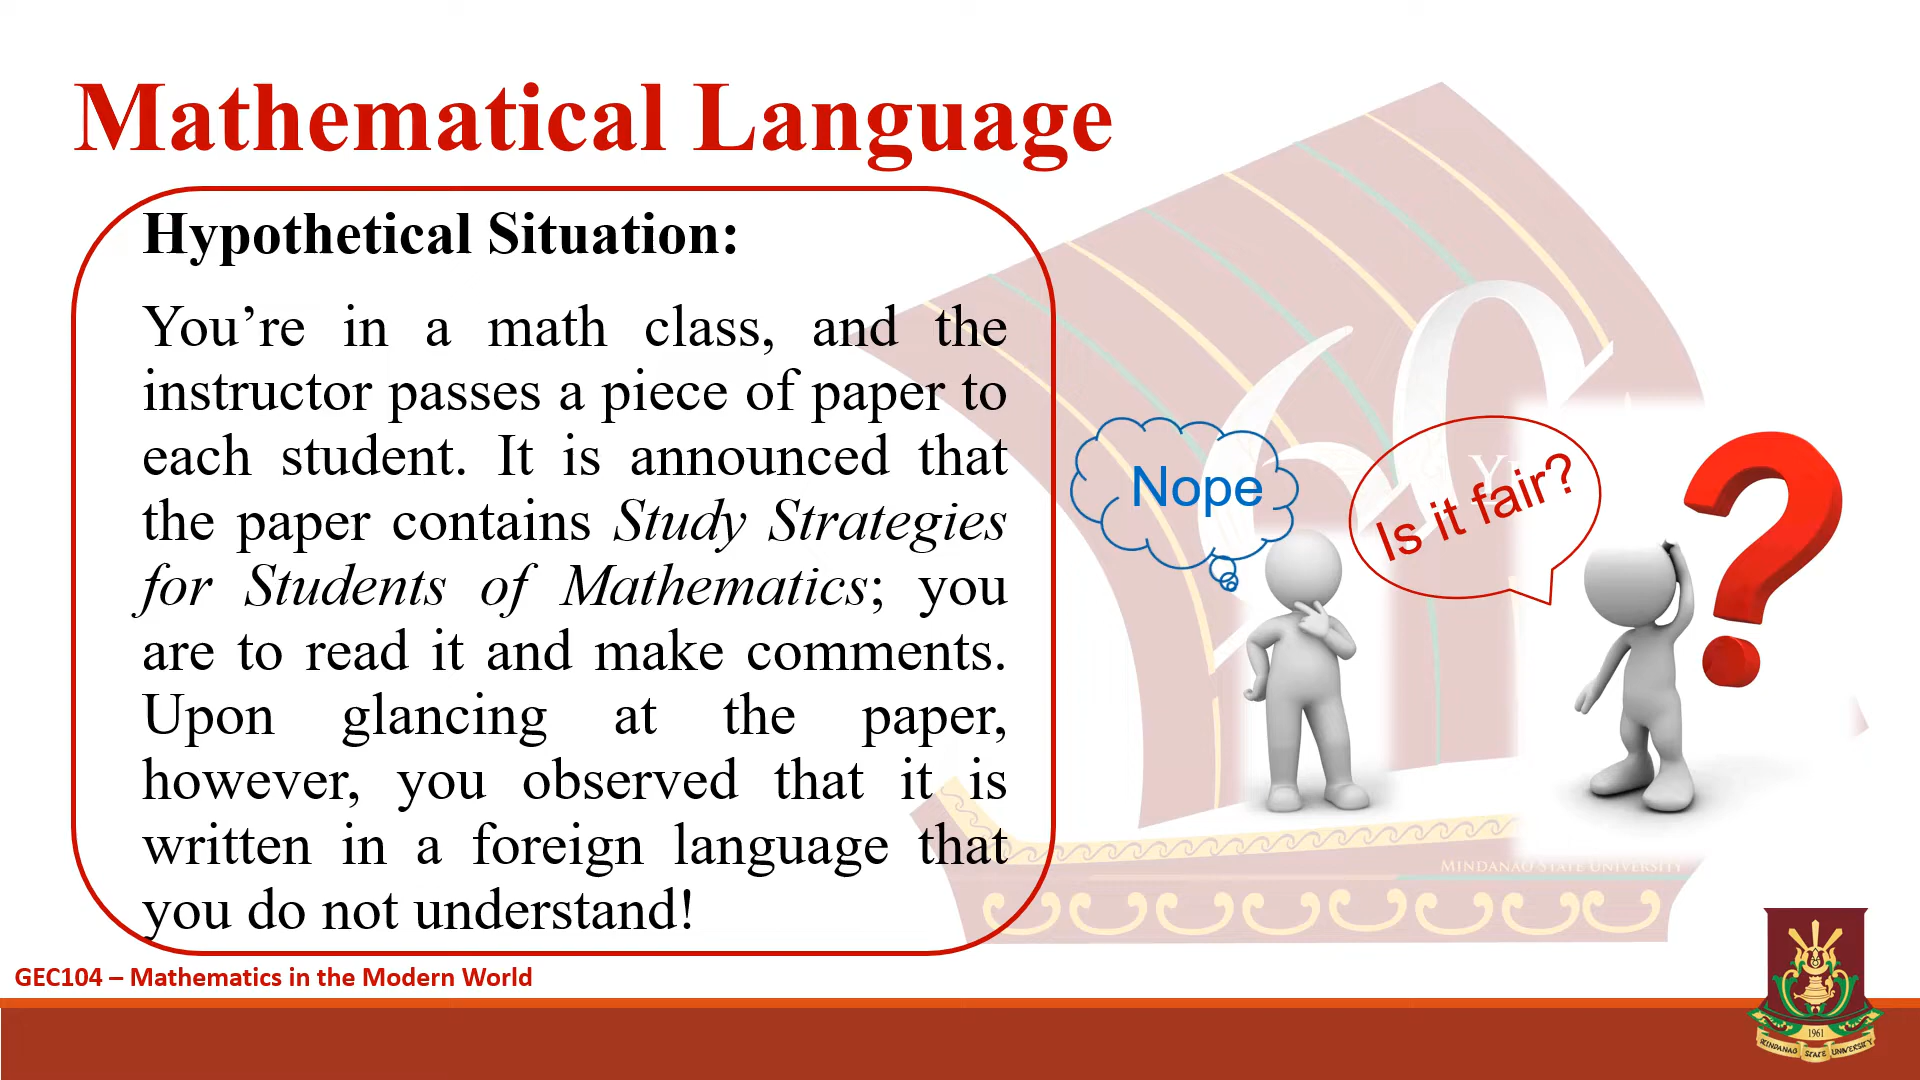 Mathematical Language
Hypothetical Situation:
You’re in a math class, and the
instructor passes a piece of paper to
each student. It is announced that
the paper contains Study Strategies
for Students of Mathematics; you
are to read it and make comments.
Upon glancing at the paper,
however, you observed that it is
written in a foreign language that
you do not understand!
Nope
Is it fair?
MINDANAO STATE UNIVERSITY
GEC104 – Mathematics in the Modern World
1961
MINDANAO STATE UNIVERSITY